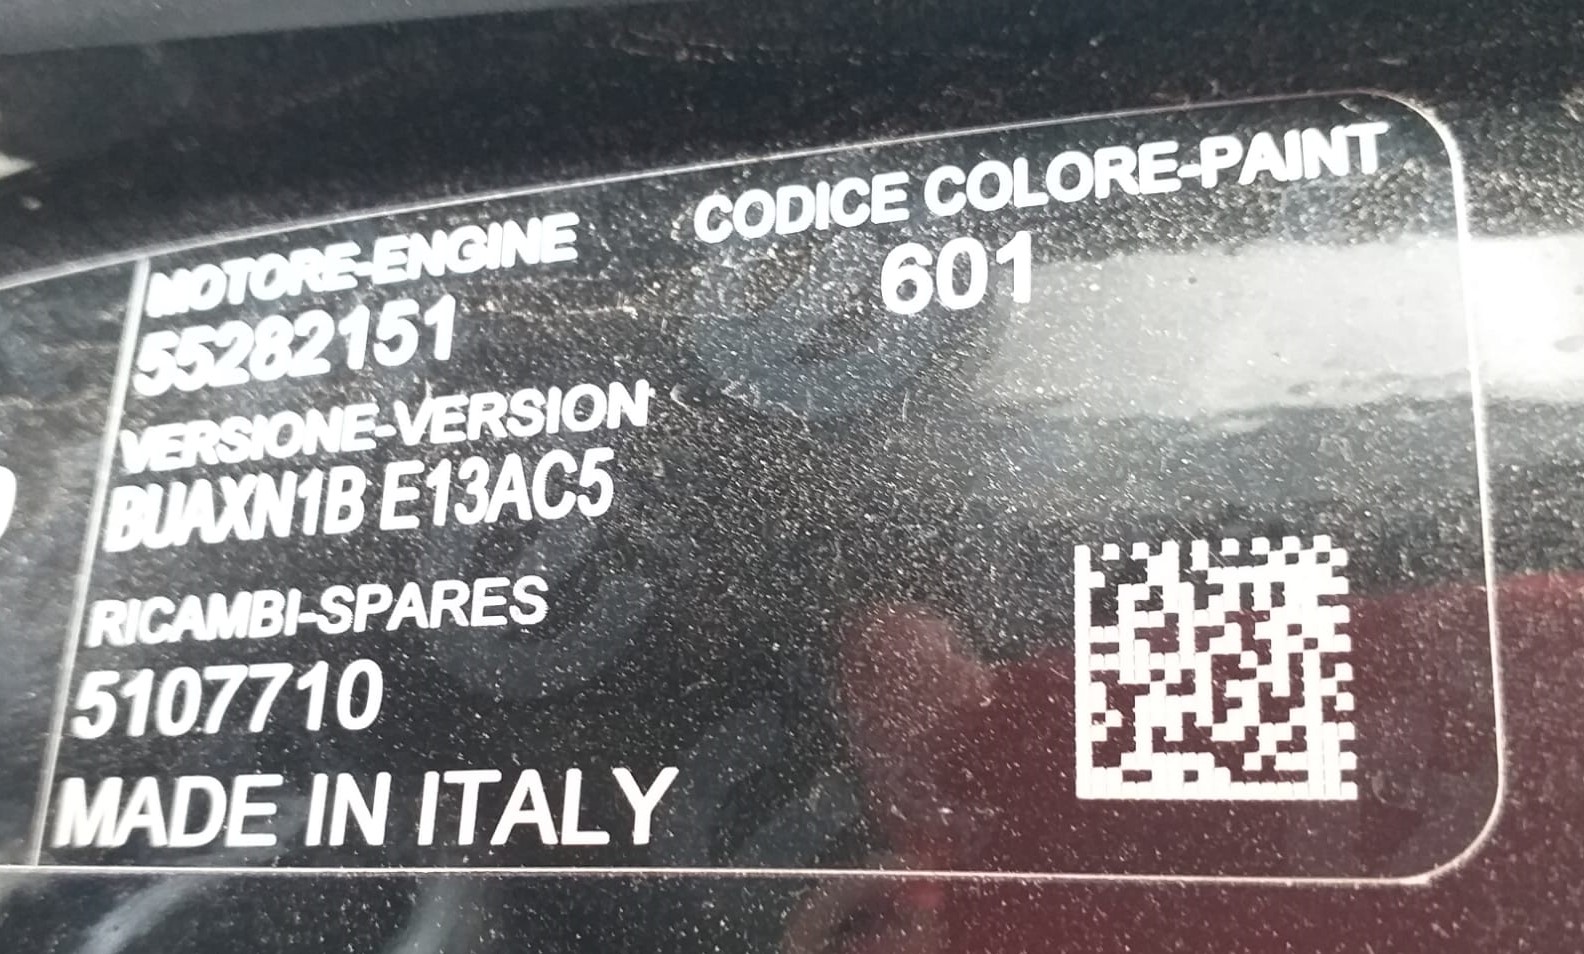 MOTORE-ENGINE
55282151
VERSIONE-VERSION
BUAXN1B E13AC5
RICAMBI-SPARES
5107710
MADE IN ITALY
CODICE COLORE-PAINT
601